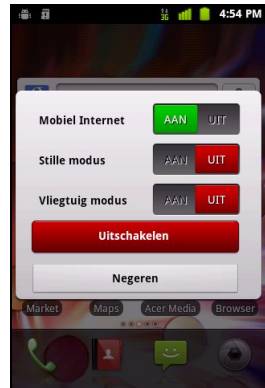 3G 4:54 PM
Mobiel Internet AAN UIT
Stille modus AAN UIT
Vliegtuig modus AAN UIT
Uitschakelen
Negeren
Market Maps Acer Media Browser